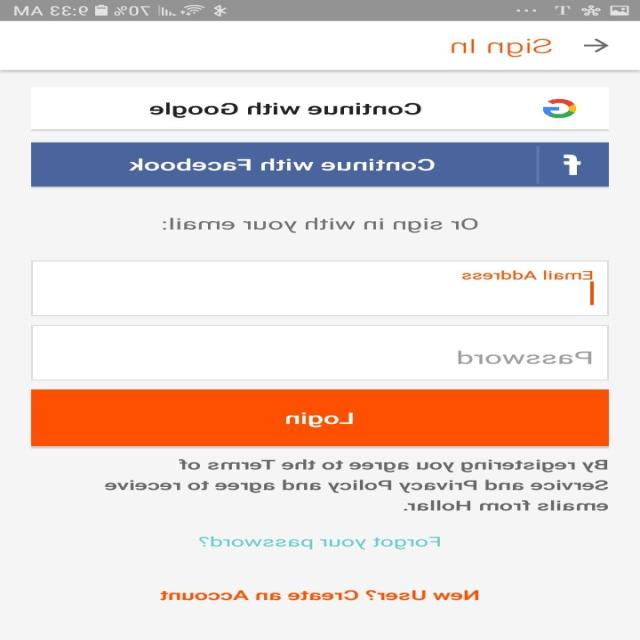 70% 9:33 AM
Sign In
Continue with Google
f Continue with Facebook
Or sign in with your email:
Email Address
Password
Login
By registering you agree to the Terms of
Service and Privacy Policy and agree to receive
emails from Hollar.
Forgot your password?
New User? Create an Account